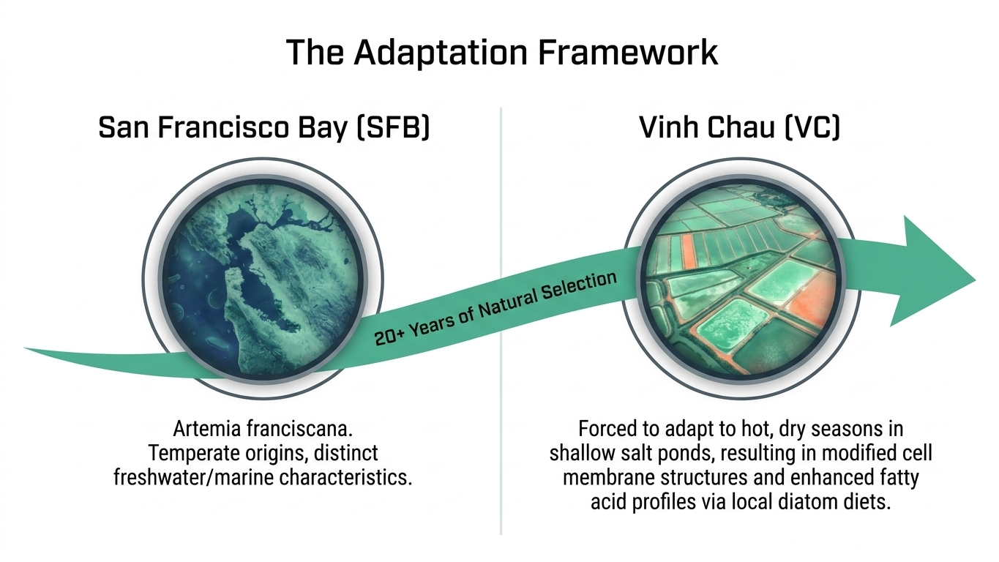 The Adaptation Framework
San Francisco Bay (SFB)
Artemia franciscana.
Temperate origins, distinct
freshwater/marine characteristics.
20+ Years of Natural Selection
Vinh Chau (VC)
Forced to adapt to hot, dry seasons in
shallow salt ponds, resulting in modified cell
membrane structures and enhanced fatty
acid profiles via local diatom diets.